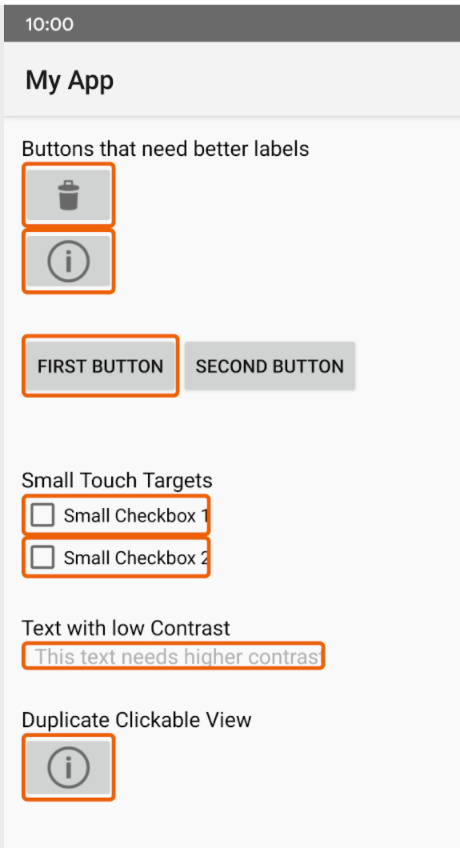 10:00
My App
Buttons that need better labels
FIRST BUTTON SECOND BUTTON
Small Touch Targets
Small Checkbox 1
Small Checkbox 2
Text with low Contrast
This text needs higher contrast
Duplicate Clickable View